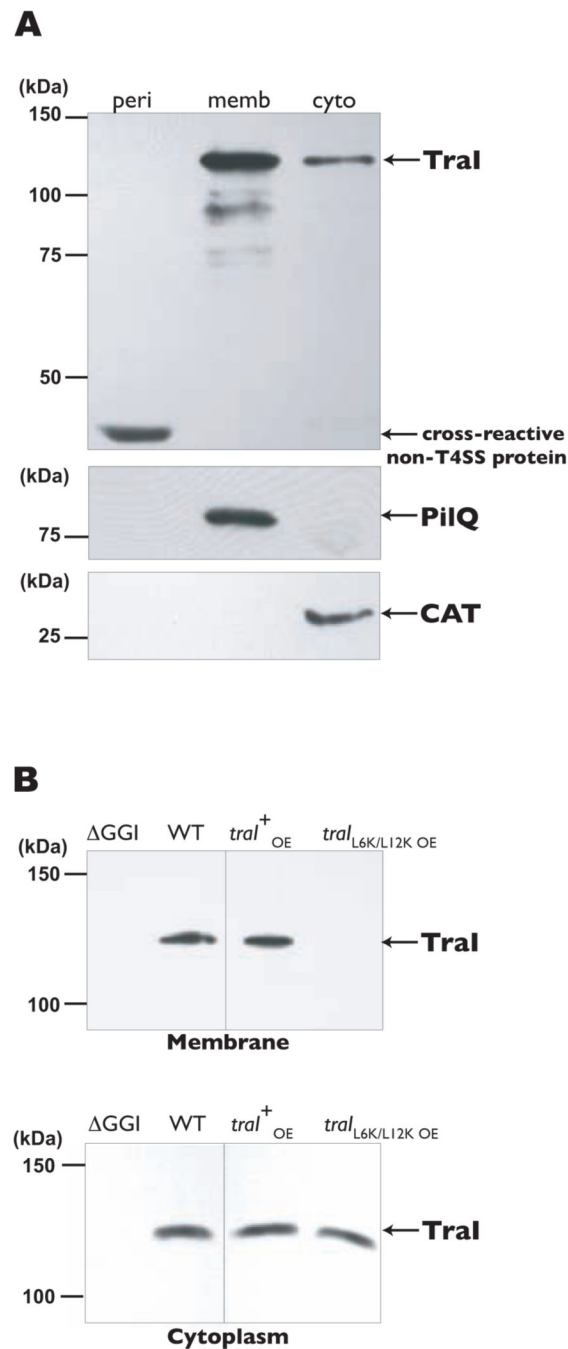 A
(kDa)
peri memb cyto
150
TraI
100
75
50
cross-reactive
non-T4SS protein
(kDa)
PilQ
75
(kDa)
CAT
25
B
(kDa)
ΔGGI WT traI+OE traIL6K/L12K OE
150
TraI
100
Membrane
(kDa)
ΔGGI WT traI+OE traIL6K/L12K OE
150
TraI
100
Cytoplasm